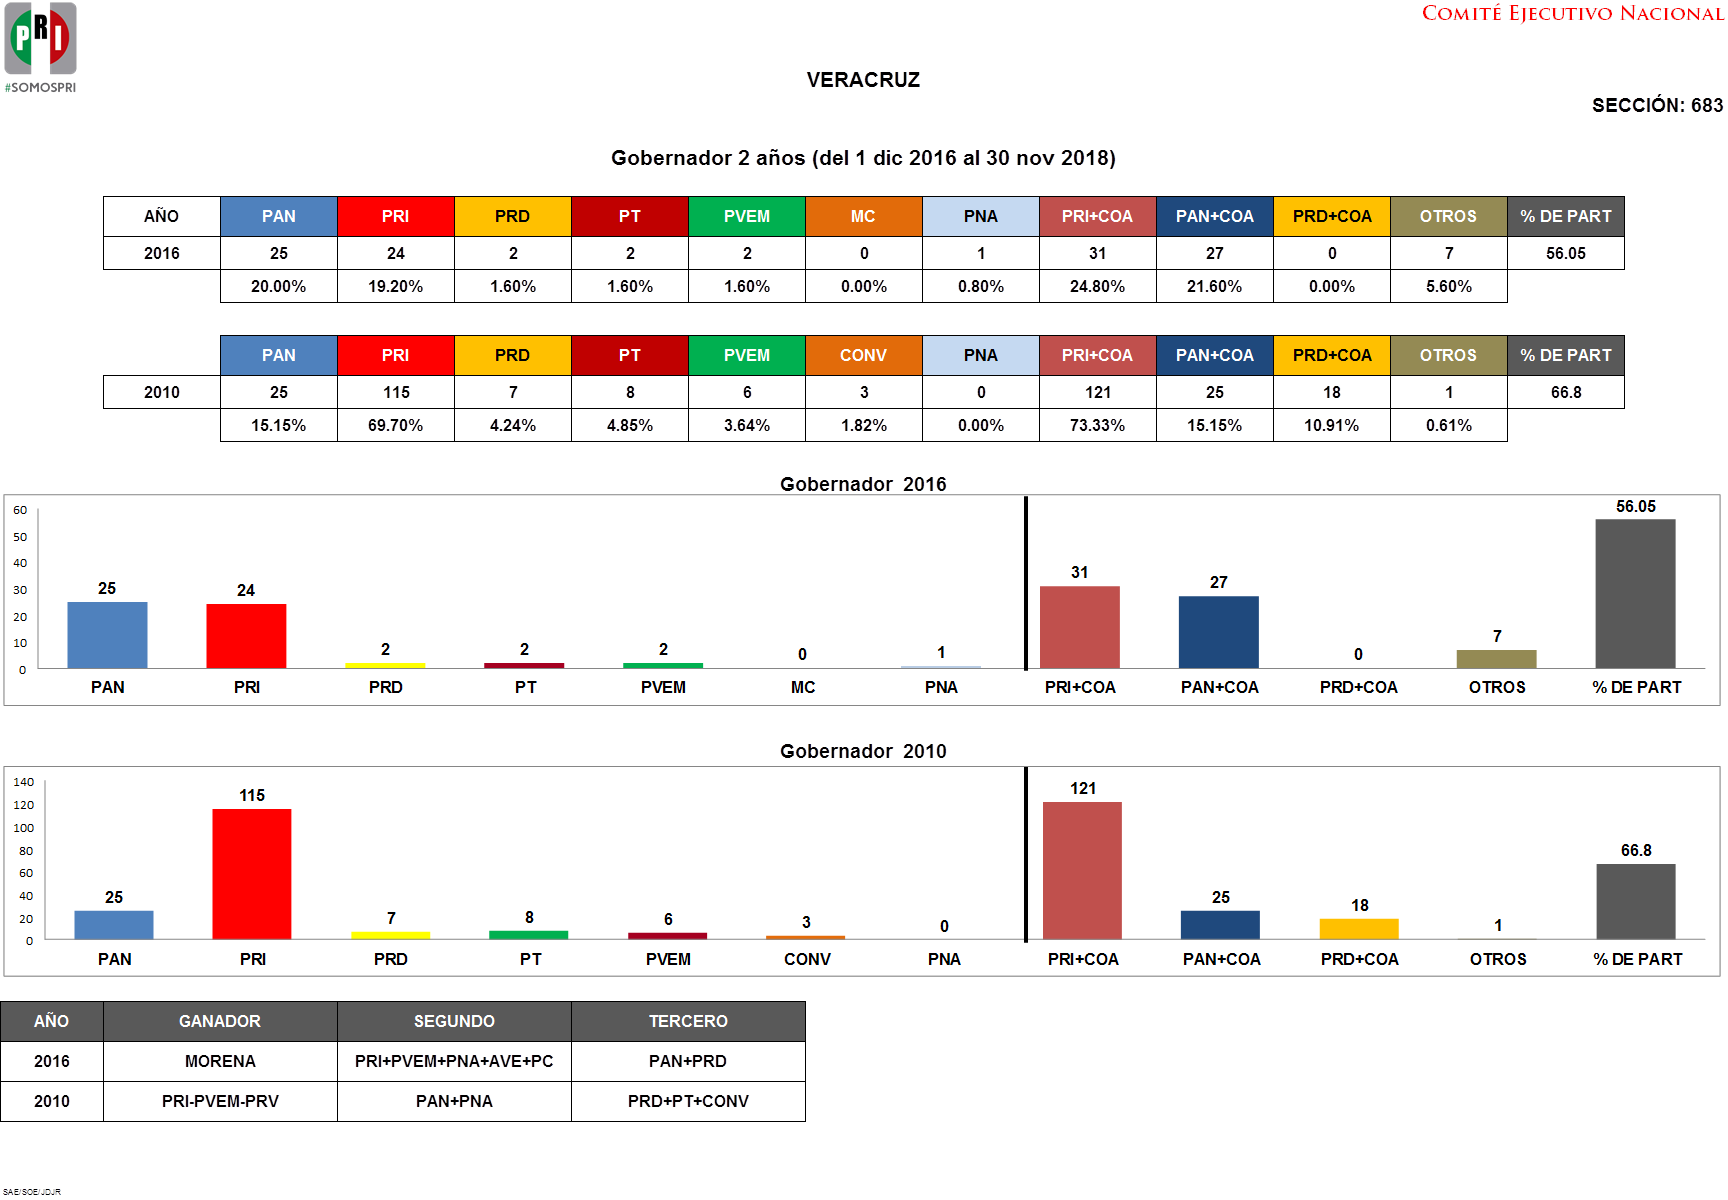 PRI
#SOMOSPRI
COMITÉ EJECUTIVO NACIONAL
VERACRUZ
SECCIÓN: 683
Gobernador 2 años (del 1 dic 2016 al 30 nov 2018)
AÑO PAN PRI PRD PT PVEM MC PNA PRI+COA PAN+COA PRD+COA OTROS % DE PART
2016 25 24 2 2 2 0 1 31 27 0 7 56.05
20.00% 19.20% 1.60% 1.60% 1.60% 0.00% 0.80% 24.80% 21.60% 0.00% 5.60%
PAN PRI PRD PT PVEM CONV PNA PRI+COA PAN+COA PRD+COA OTROS % DE PART
2010 25 115 7 8 6 3 0 121 25 18 1 66.8
15.15% 69.70% 4.24% 4.85% 3.64% 1.82% 0.00% 73.33% 15.15% 10.91% 0.61%
Gobernador 2016
60
50
40
30
20
10
0
25 24 2 2 2 0 1 31 27 0 7 56.05
PAN PRI PRD PT PVEM MC PNA PRI+COA PAN+COA PRD+COA OTROS % DE PART
Gobernador 2010
140
120
100
80
60
40
20
0
25 115 7 8 6 3 0 121 25 18 1 66.8
PAN PRI PRD PT PVEM CONV PNA PRI+COA PAN+COA PRD+COA OTROS % DE PART
AÑO GANADOR SEGUNDO TERCERO
2016 MORENA PRI+PVEM+PNA+AVE+PC PAN+PRD
2010 PRI-PVEM-PRV PAN+PNA PRD+PT+CONV
SAE/SOE/JDJR